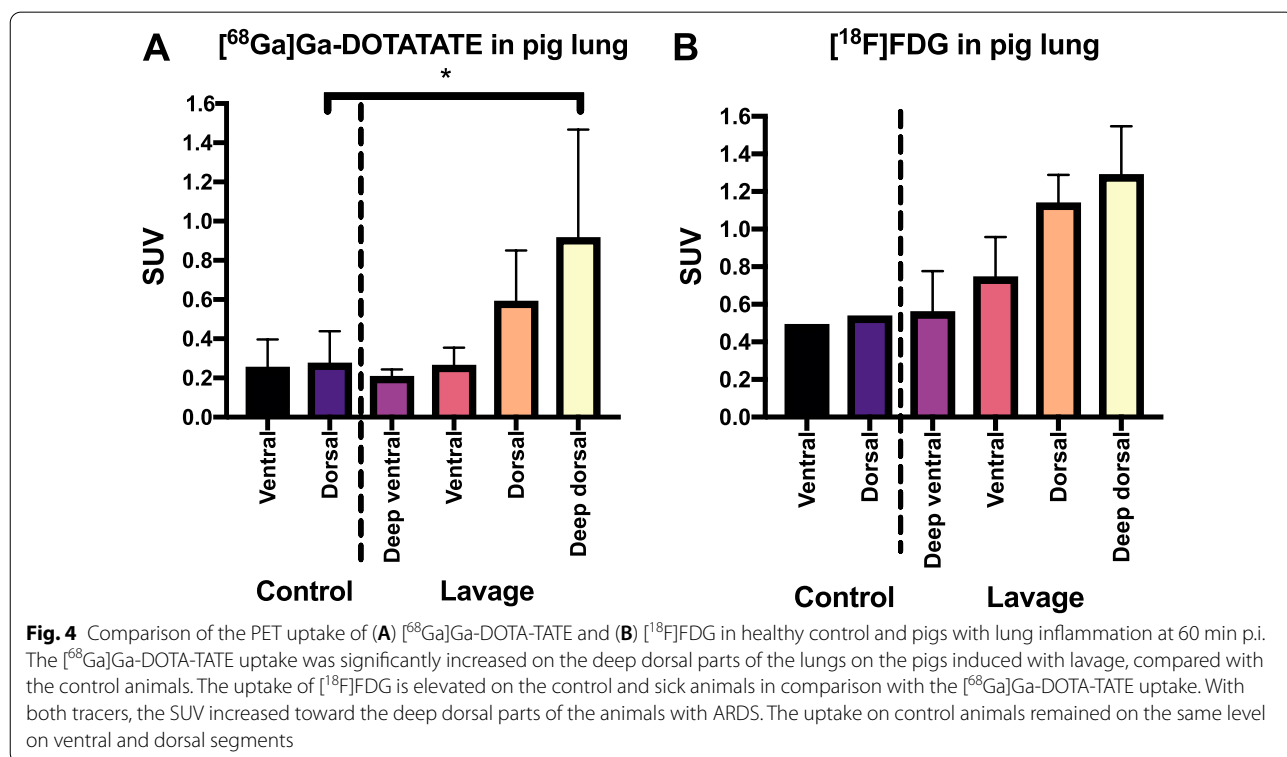 A
[⁶⁸Ga]Ga-DOTATATE in pig lung
*
SUV
1.6
1.4
1.2
1.0
0.8
0.6
0.4
0.2
0.0
Ventral
Dorsal
Deep ventral
Ventral
Dorsal
Deep dorsal
Control
Lavage
B
[¹⁸F]FDG in pig lung
SUV
1.6
1.4
1.2
1.0
0.8
0.6
0.4
0.2
0.0
Ventral
Dorsal
Deep ventral
Ventral
Dorsal
Deep dorsal
Control
Lavage
Fig. 4 Comparison of the PET uptake of (A) [⁶⁸Ga]Ga-DOTA-TATE and (B) [¹⁸F]FDG in healthy control and pigs with lung inflammation at 60 min p.i.
The [⁶⁸Ga]Ga-DOTA-TATE uptake was significantly increased on the deep dorsal parts of the lungs on the pigs induced with lavage, compared with
the control animals. The uptake of [¹⁸F]FDG is elevated on the control and sick animals in comparison with the [⁶⁸Ga]Ga-DOTA-TATE uptake. With
both tracers, the SUV increased toward the deep dorsal parts of the animals with ARDS. The uptake on control animals remained on the same level
on ventral and dorsal segments